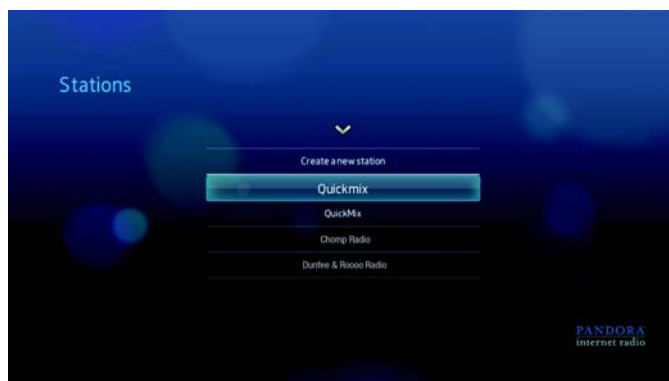 Stations
Create a new station
Quickmix
QuickMix
Chomp Radio
Dunfee & Roooo Radio
PANDORA
internet radio